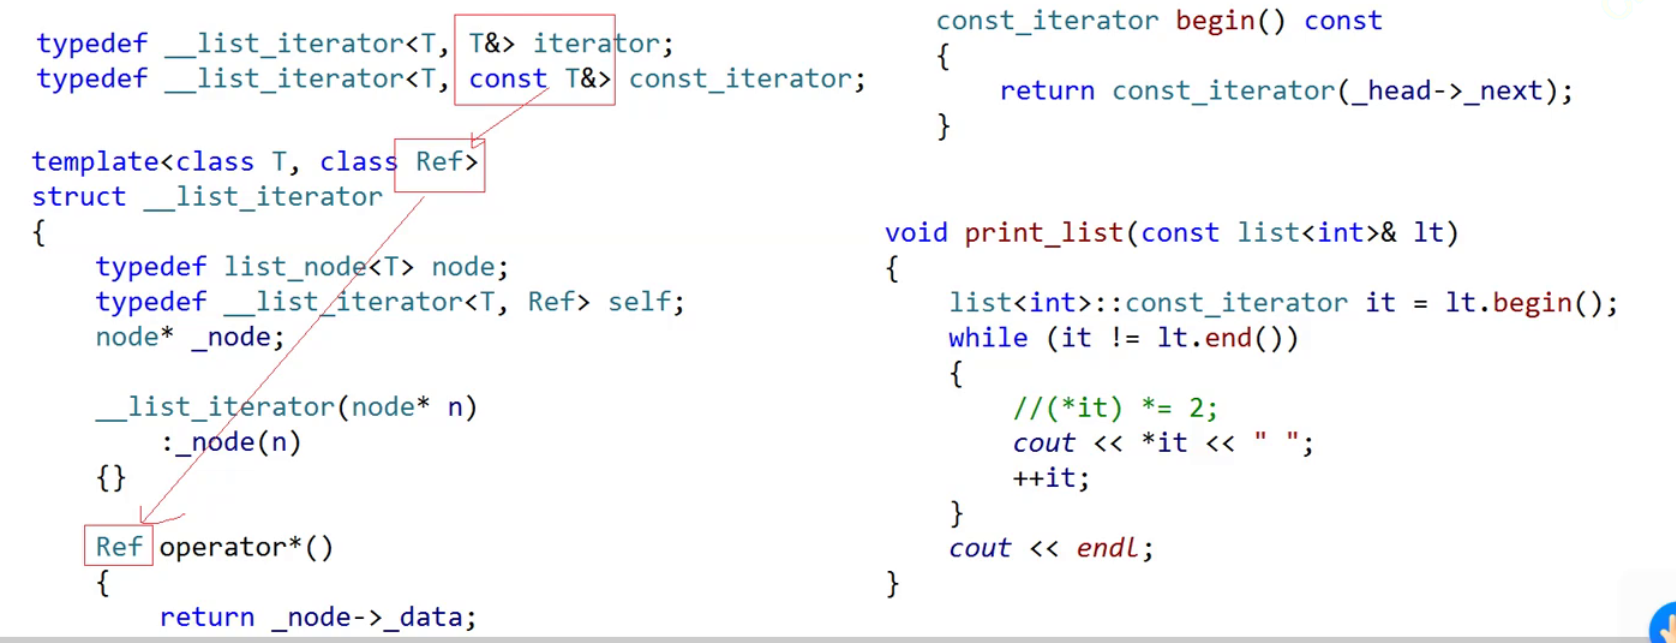 typedef __list_iterator<T, T&> iterator;
typedef __list_iterator<T, const T&> const_iterator;
template<class T, class Ref>
struct __list_iterator
{
typedef list_node<T> node;
typedef __list_iterator<T, Ref> self;
node* _node;
__list_iterator(node* n)
:_node(n)
{}
Ref operator*()
{
return _node->_data;
const_iterator begin() const
{
return const_iterator(_head->_next);
}
void print_list(const list<int>& lt)
{
list<int>::const_iterator it = lt.begin();
while (it != lt.end())
{
//(*it) *= 2;
cout << *it << " ";
++it;
}
cout << endl;
}